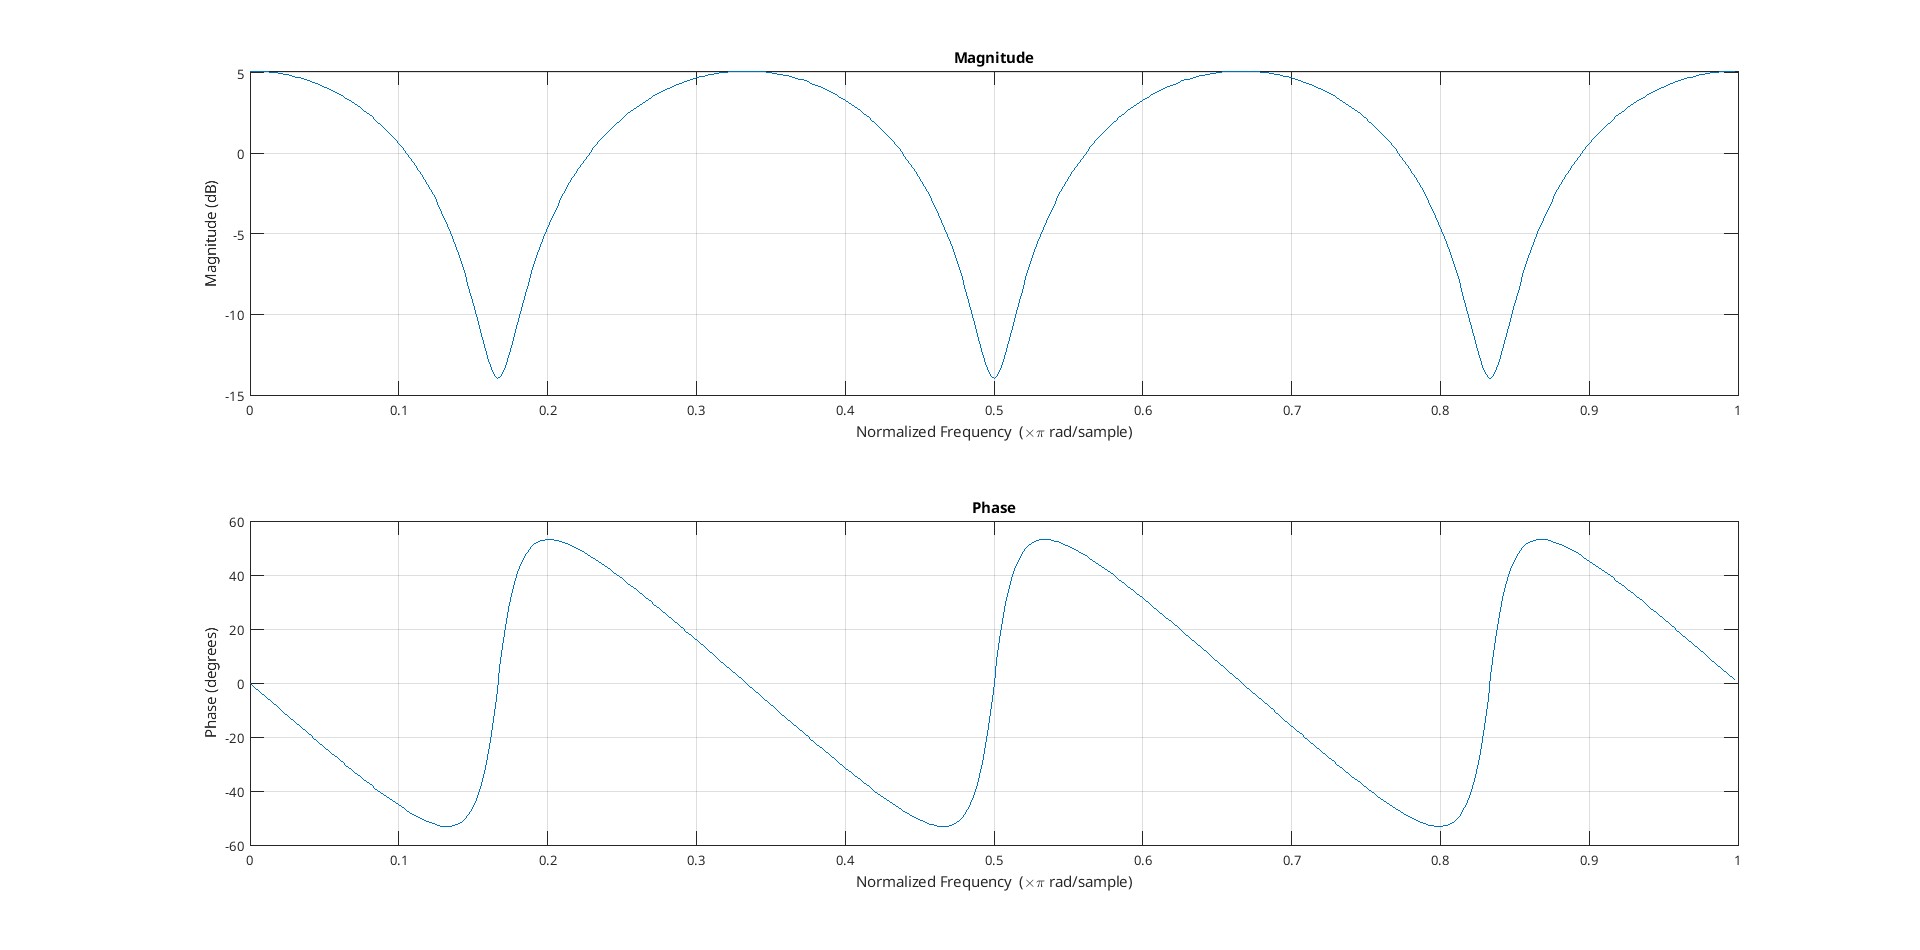 Magnitude
5
0
-5
-10
-15
Magnitude (dB)
0 0.1 0.2 0.3 0.4 0.5 0.6 0.7 0.8 0.9 1
Normalized Frequency (×π rad/sample)
Phase
60
40
20
0
-20
-40
-60
Phase (degrees)
0 0.1 0.2 0.3 0.4 0.5 0.6 0.7 0.8 0.9 1
Normalized Frequency (×π rad/sample)